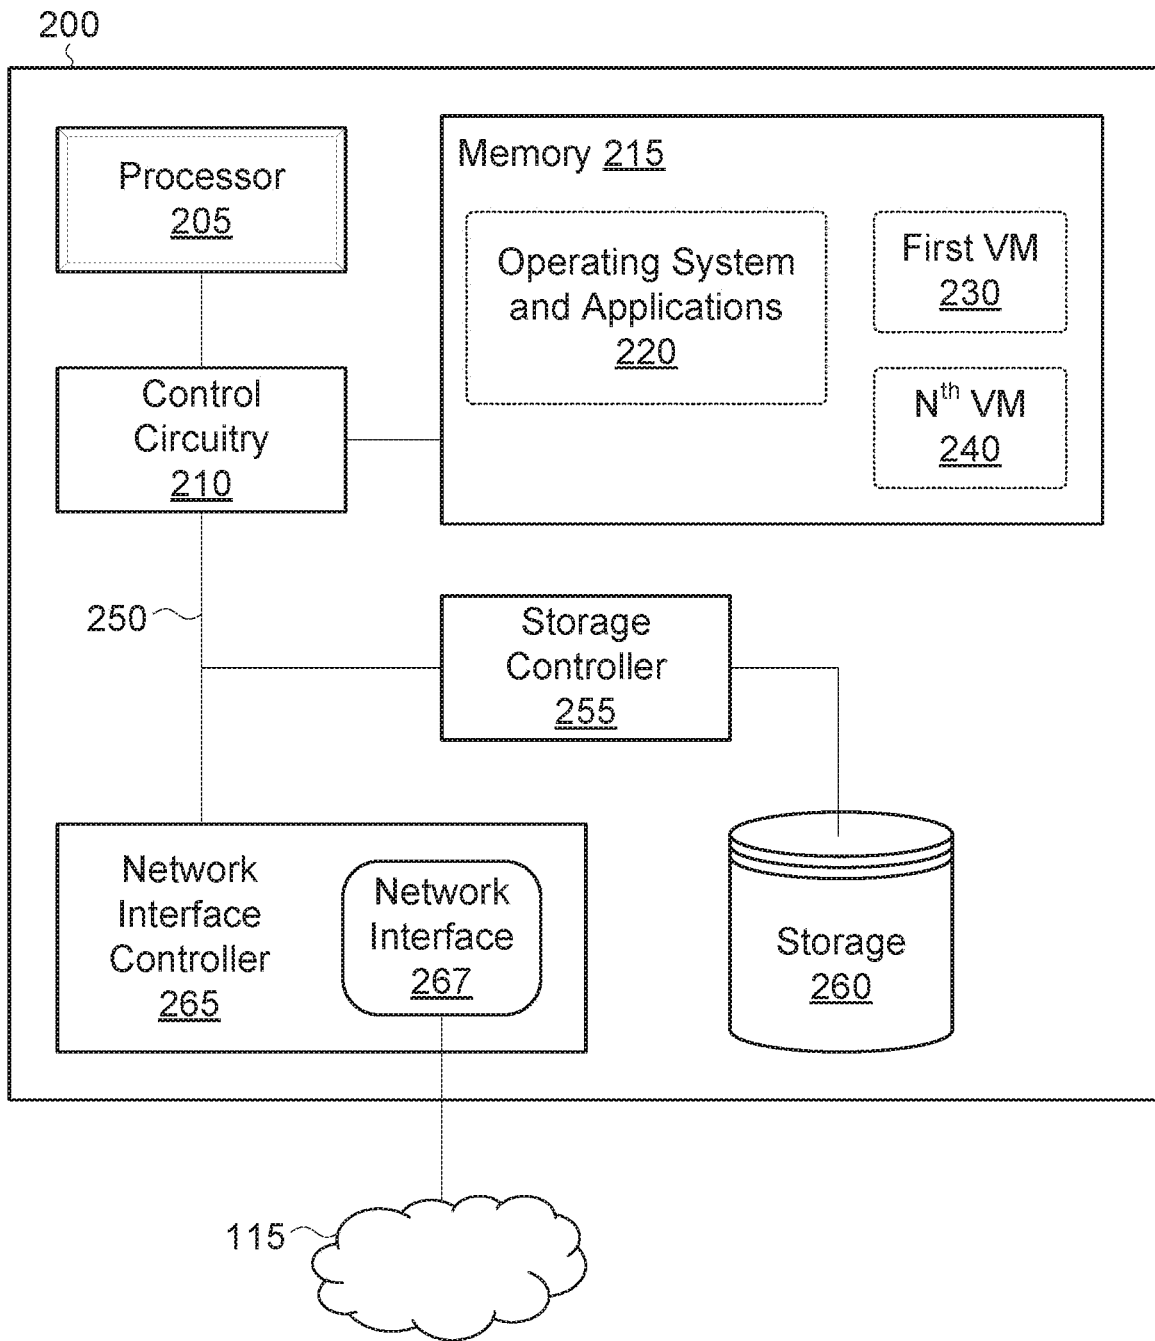 200
Processor
205
Memory 215
Operating System
and Applications
220
First VM
230
Nth VM
240
Control
Circuitry
210
250
Storage
Controller
255
Network
Interface
Controller
265
Network
Interface
267
Storage
260
115